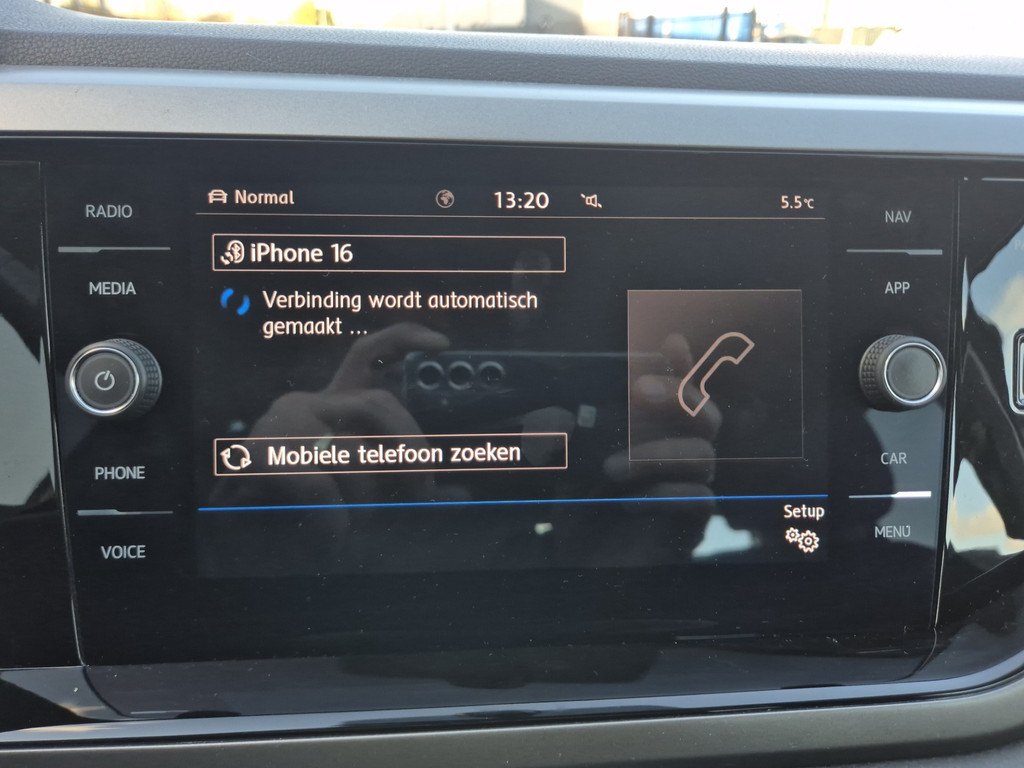 RADIO
MEDIA
PHONE
VOICE
Normal
13:20
5.5°C
iPhone 16
Verbinding wordt automatisch
gemaakt ...
Mobiele telefoon zoeken
Setup
NAV
APP
CAR
MENU